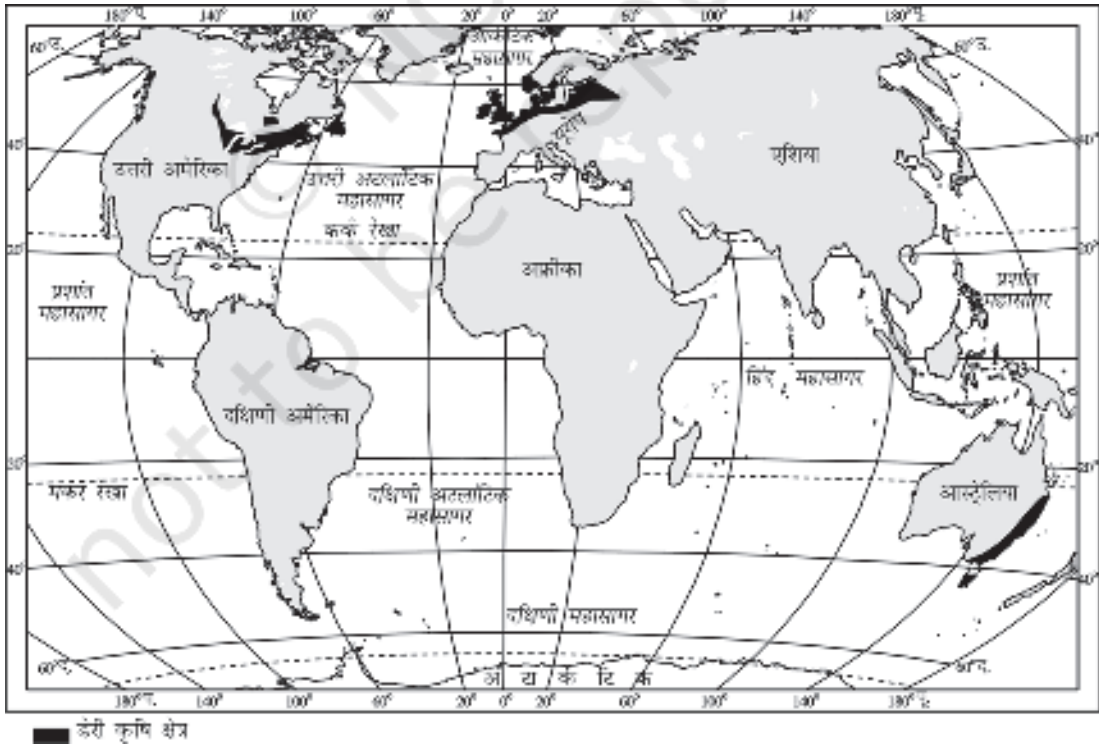 180°प. 140° 100° 60° 20° 0° 20° 60° 100° 140° 180°पू.
60°उ.
60°उ.
आर्कटिक
महासागर
40°
40°
यूरोप
एशिया
उत्तरी अमेरिका
उत्तरी अटलांटिक
महासागर
कर्क रेखा
20°
20°
अफ्रीका
प्रशांत
महासागर
प्रशांत
महासागर
हिंद महासागर
दक्षिणी अमेरिका
20°
20°
मकर रेखा
दक्षिणी अटलांटिक
महासागर
आस्ट्रेलिया
40°
40°
दक्षिणी महासागर
60°द.
60°द.
180°प. 140° 100° 60° 20° 0° 20° 60° 100° 140° 180°पू.
डेरी कृषि क्षेत्र
not to be